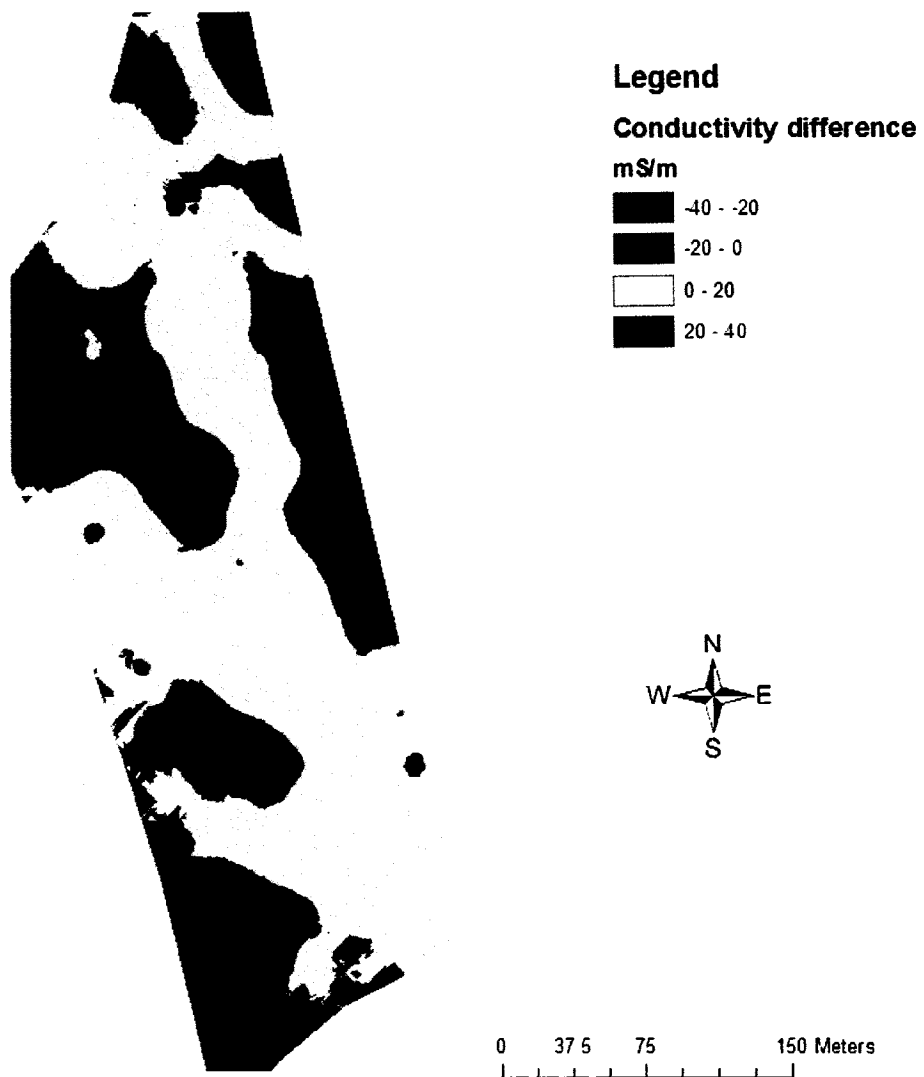 Legend
Conductivity difference
mS/m
-40 - -20
-20 - 0
0 - 20
20 - 40
N
W E
S
0 37 5 75 150 Meters